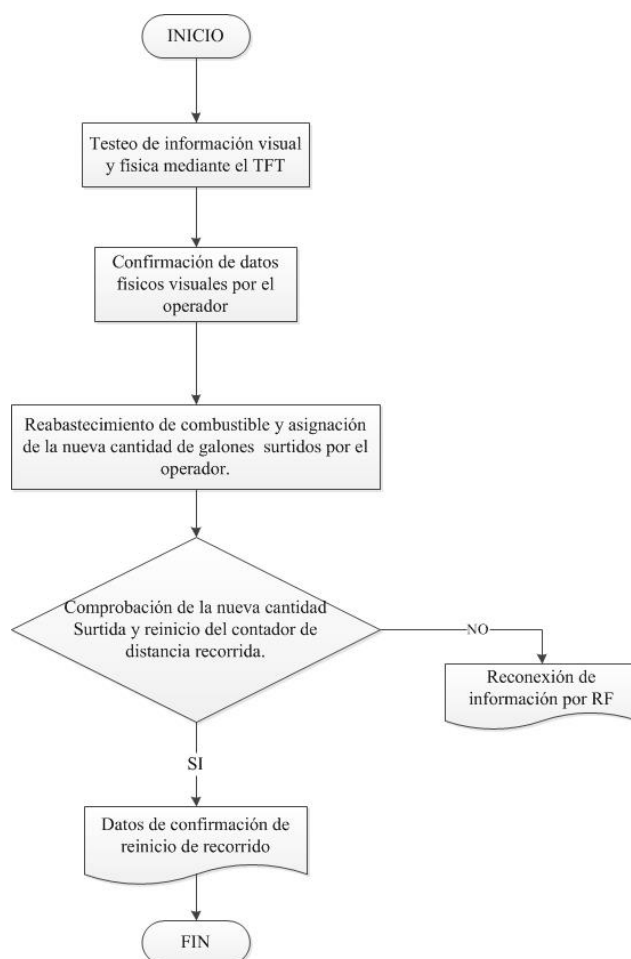 INICIO
Testeo de información visual
y física mediante el TFT
Confirmación de datos
físicos visuales por el
operador
Reabastecimiento de combustible y asignación
de la nueva cantidad de galones surtidos por el
operador.
Comprobación de la nueva cantidad
Surtida y reinicio del contador de
distancia recorrida.
NO
Reconexión de
información por RF
SI
Datos de confirmación de
reinicio de recorrido
FIN